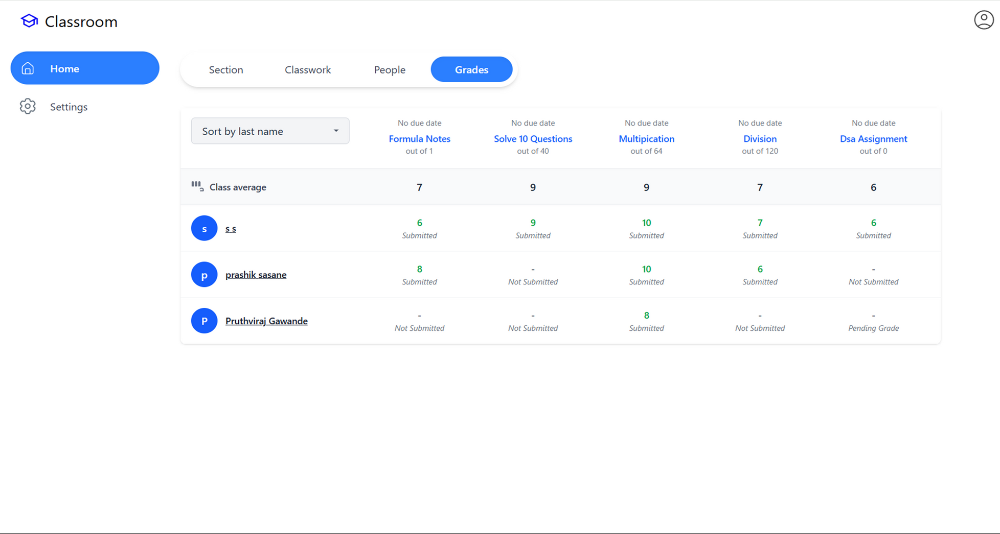 Classroom
Home
Settings
Section Classwork People Grades
Sort by last name
No due date No due date No due date No due date No due date
Formula Notes Solve 10 Questions Multipication Division Dsa Assignment
out of 1 out of 40 out of 64 out of 120 out of 0
Class average 7 9 9 7 6
s s s 6 9 10 7 6
Submitted Submitted Submitted Submitted Submitted
p prashik sasane 8 - 10 6 -
Submitted Not Submitted Submitted Submitted Not Submitted
P Pruthviraj Gawande - - 8 - -
Not Submitted Not Submitted Submitted Not Submitted Pending Grade